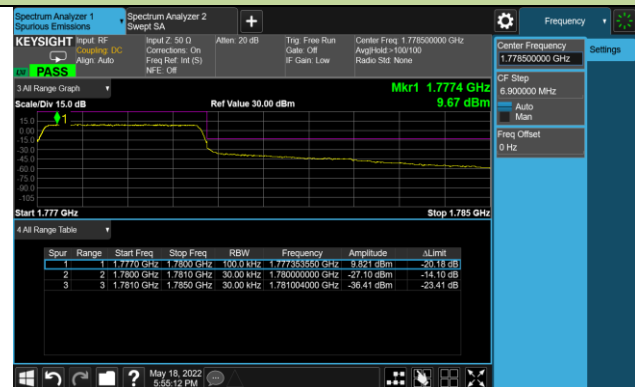 Spectrum Analyzer 1
Spurious Emissions
Spectrum Analyzer 2
Swept SA
Frequency
KEYSIGHT
Input: RF
Coupling: DC
Align: Auto
Input Z: 50 Ω
Corrections: On
Freq Ref: Int (S)
NFE: Off
Atten: 20 dB
Trig: Free Run
Gate: Off
IF Gain: Low
Center Freq: 1.778500000 GHz
Avg|Hold:>100/100
Radio Std: None
PASS
Center Frequency
1.778500000 GHz
Settings
CF Step
6.900000 MHz
Auto
Man
Freq Offset
0 Hz
3 All Range Graph
Mkr1 1.7774 GHz
Scale/Div 15.0 dB
Ref Value 30.00 dBm
9.67 dBm
1
15.0
0.00
-15.0
-30.0
-45.0
-60.0
-75.0
-90.0
-105
Start 1.777 GHz
Stop 1.785 GHz
4 All Range Table
Spur Range Start Freq Stop Freq RBW Frequency Amplitude ΔLimit
1 1 1.7770 GHz 1.7800 GHz 100.0 kHz 1.777353550 GHz 9.821 dBm -20.18 dB
2 2 1.7800 GHz 1.7810 GHz 30.00 kHz 1.780000000 GHz -27.10 dBm -14.10 dB
3 3 1.7810 GHz 1.7850 GHz 30.00 kHz 1.781004000 GHz -36.41 dBm -23.41 dB
May 18, 2022
5:55:12 PM